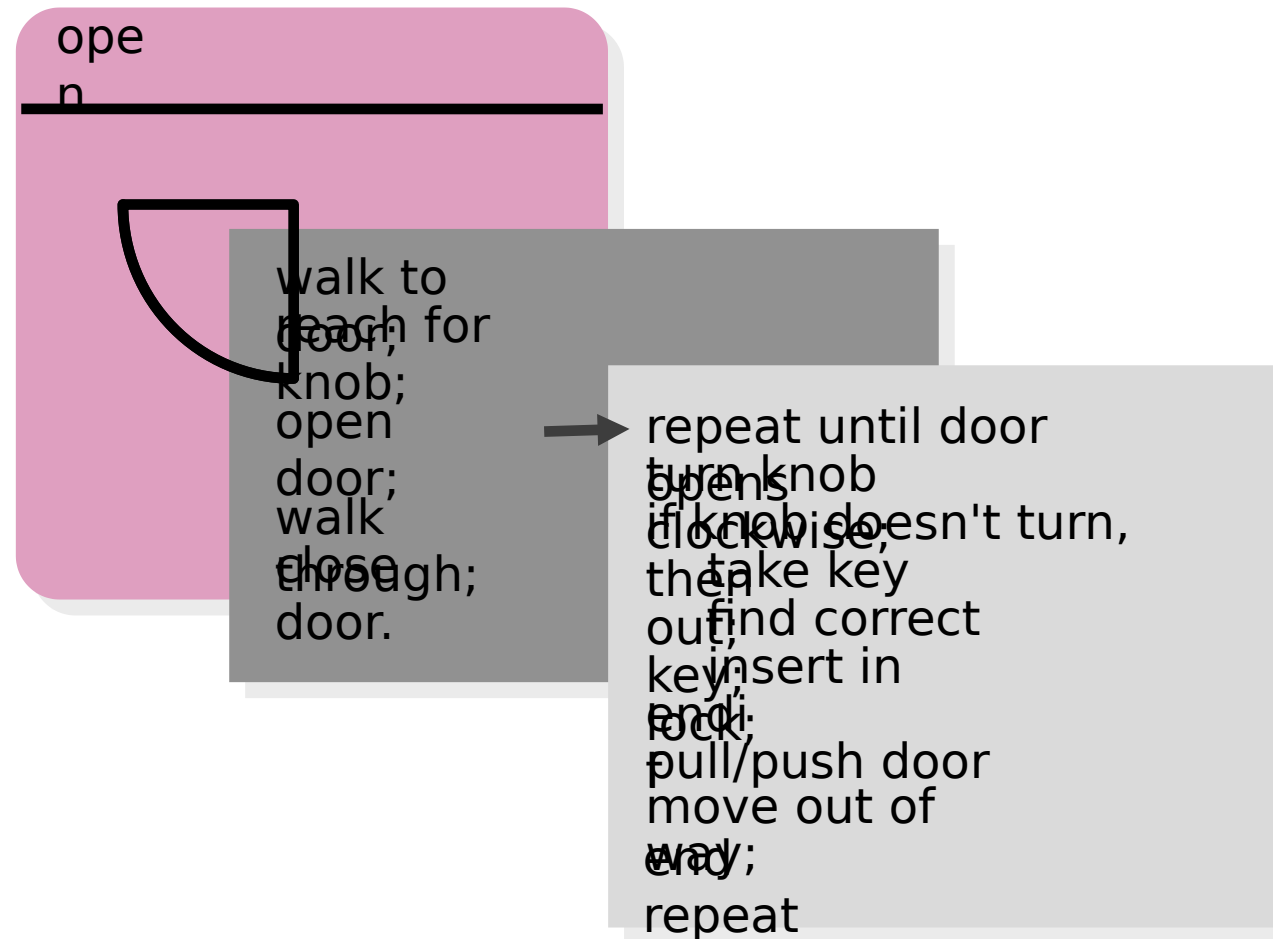 ope
n
walk to
door;
reach for
knob;
open
door;
walk
through;
close
door.
repeat until door
opens
turn knob
clockwise;
if knob doesn't turn,
then
take key
out;
find correct
key;
insert in
lock;
endi
f
pull/push door
move out of
way;
end
repeat